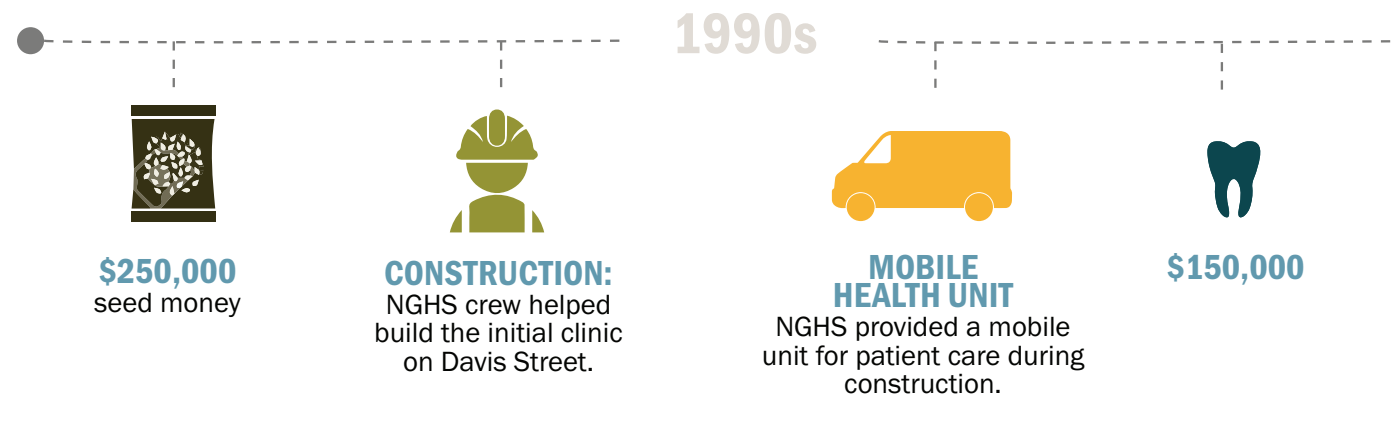 1990s
$250,000
seed money
CONSTRUCTION:
NGHS crew helped
build the initial clinic
on Davis Street.
MOBILE
HEALTH UNIT
NGHS provided a mobile
unit for patient care during
construction.
$150,000